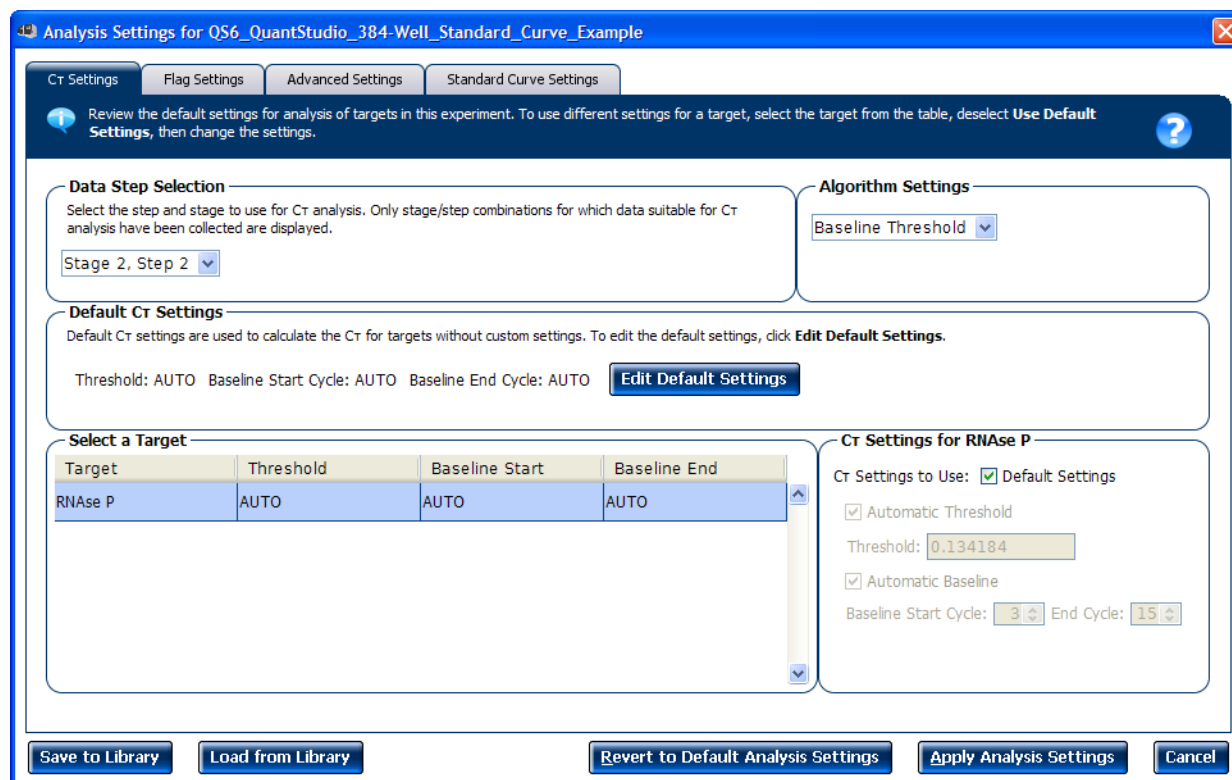 Analysis Settings for QS6_QuantStudio_384-Well_Standard_Curve_Example
Cᴛ Settings Flag Settings Advanced Settings Standard Curve Settings
Review the default settings for analysis of targets in this experiment. To use different settings for a target, select the target from the table, deselect Use Default
Settings, then change the settings.
?
Data Step Selection
Select the step and stage to use for Cᴛ analysis. Only stage/step combinations for which data suitable for Cᴛ
analysis have been collected are displayed.
Stage 2, Step 2
Algorithm Settings
Baseline Threshold
Default Cᴛ Settings
Default Cᴛ settings are used to calculate the Cᴛ for targets without custom settings. To edit the default settings, click Edit Default Settings.
Threshold: AUTO Baseline Start Cycle: AUTO Baseline End Cycle: AUTO Edit Default Settings
Select a Target
Target Threshold Baseline Start Baseline End
RNAse P AUTO AUTO AUTO
Cᴛ Settings for RNAse P
Cᴛ Settings to Use: Default Settings
Automatic Threshold
Threshold: 0.134184
Automatic Baseline
Baseline Start Cycle: 3 End Cycle: 15
Save to Library Load from Library Revert to Default Analysis Settings Apply Analysis Settings Cancel